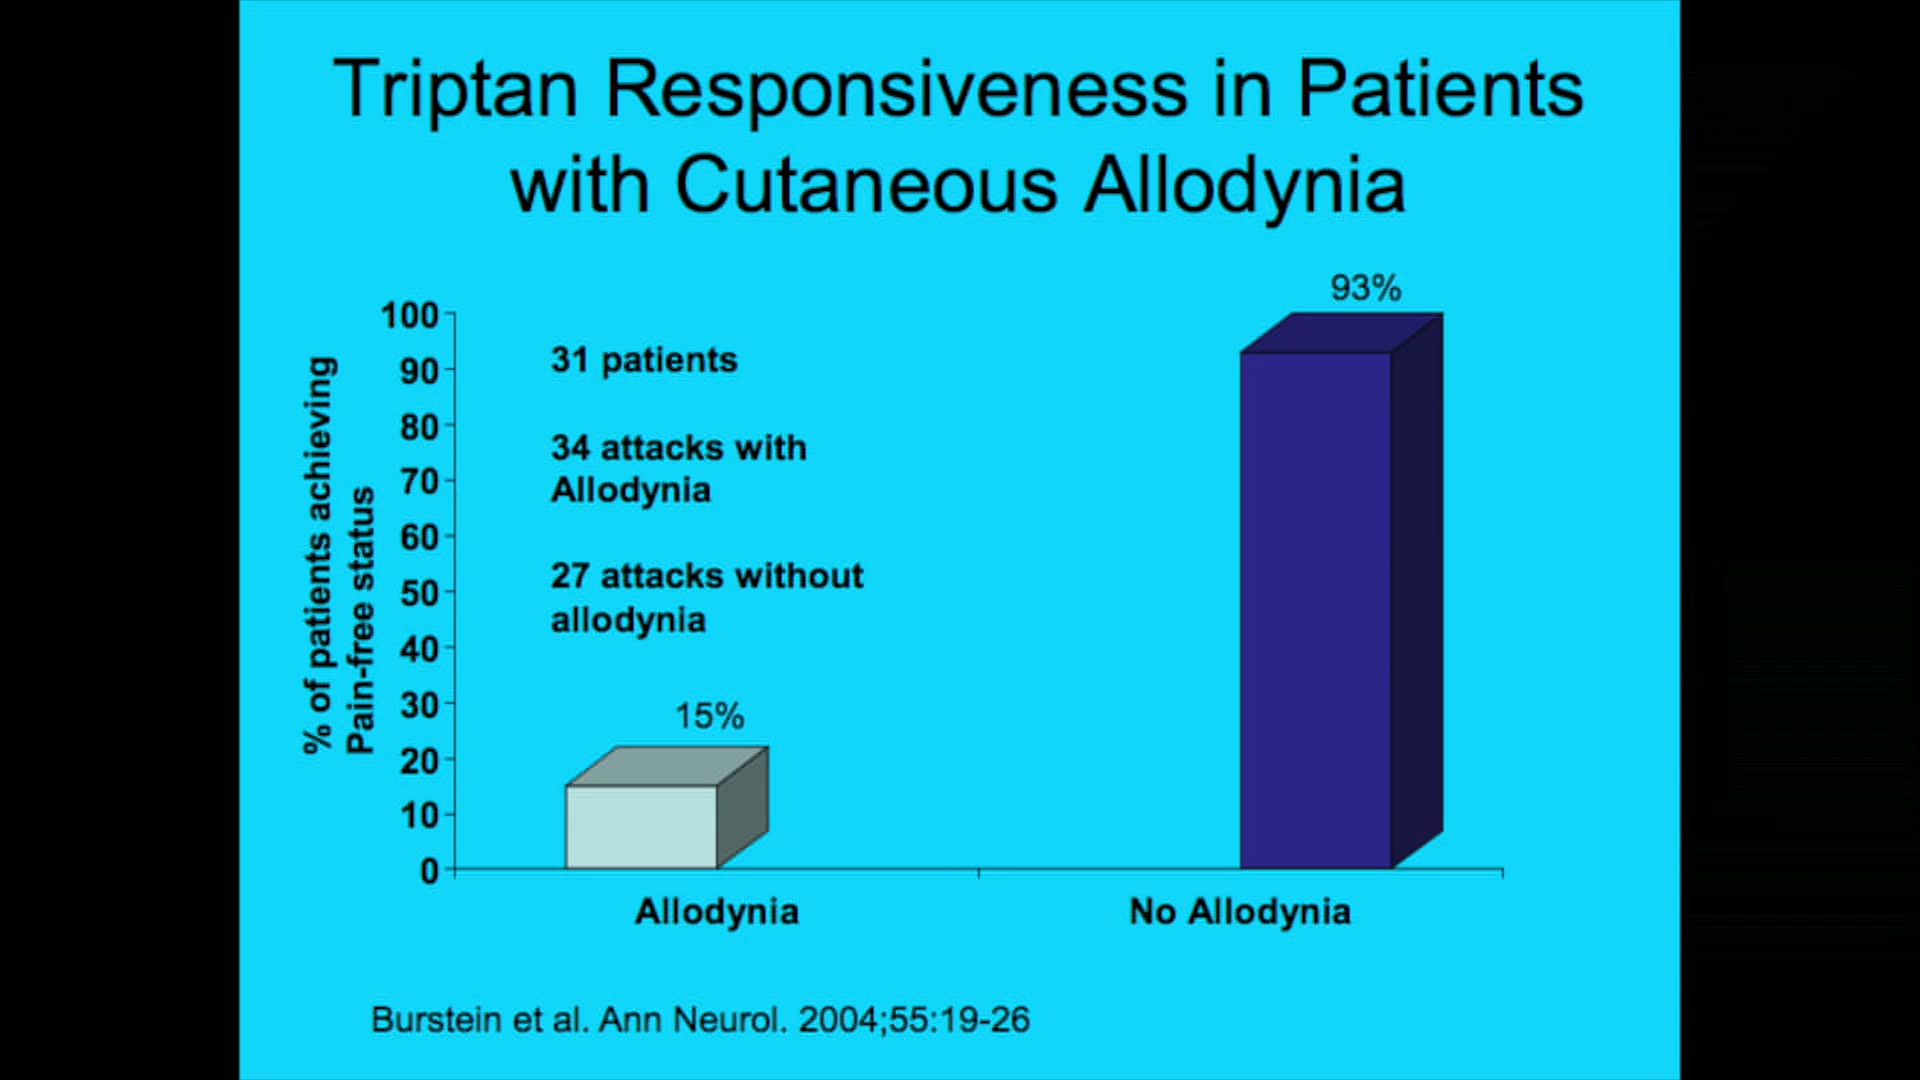 Triptan Responsiveness in Patients
with Cutaneous Allodynia
% of patients achieving
Pain-free status
100
90
80
70
60
50
40
30
20
10
0
31 patients
34 attacks with
Allodynia
27 attacks without
allodynia
15%
93%
Allodynia
No Allodynia
Burstein et al. Ann Neurol. 2004;55:19-26